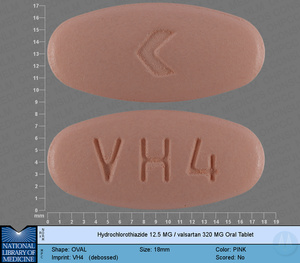 VH4
mm
NATIONAL
LIBRARY OF
MEDICINE
Hydrochlorothiazide 12.5 MG / valsartan 320 MG Oral Tablet
Shape: OVAL
Size: 18mm
Color: PINK
Imprint: VH4 (debossed)
Scored: No